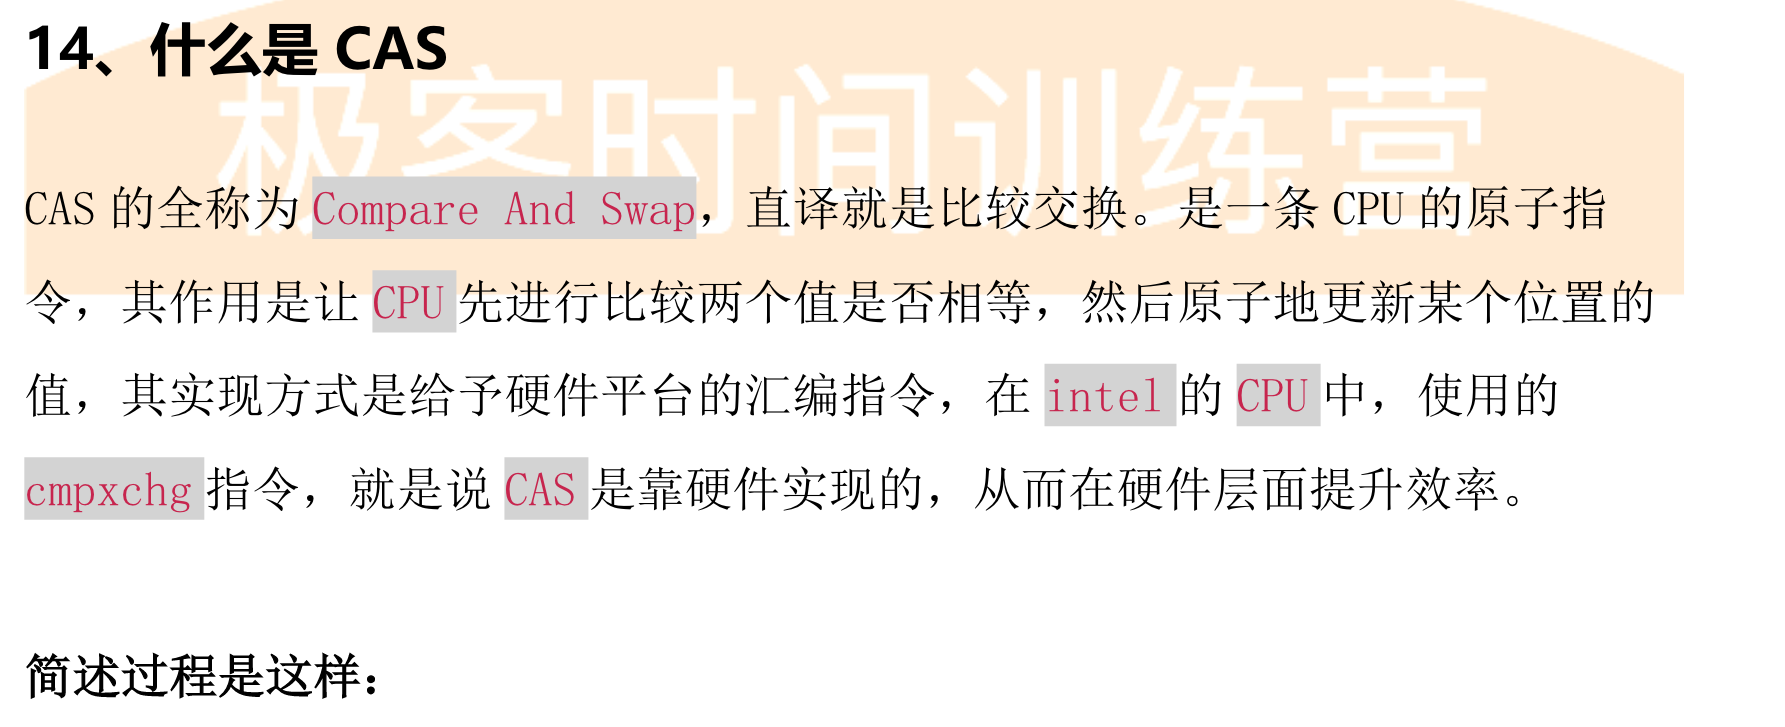 14、什么是 CAS
极客时间训练营
CAS 的全称为 Compare And Swap，直译就是比较交换。是一条 CPU 的原子指
令，其作用是让 CPU 先进行比较两个值是否相等，然后原子地更新某个位置的
值，其实现方式是给予硬件平台的汇编指令，在 intel 的 CPU 中，使用的
cmpxchg 指令，就是说 CAS 是靠硬件实现的，从而在硬件层面提升效率。
简述过程是这样：